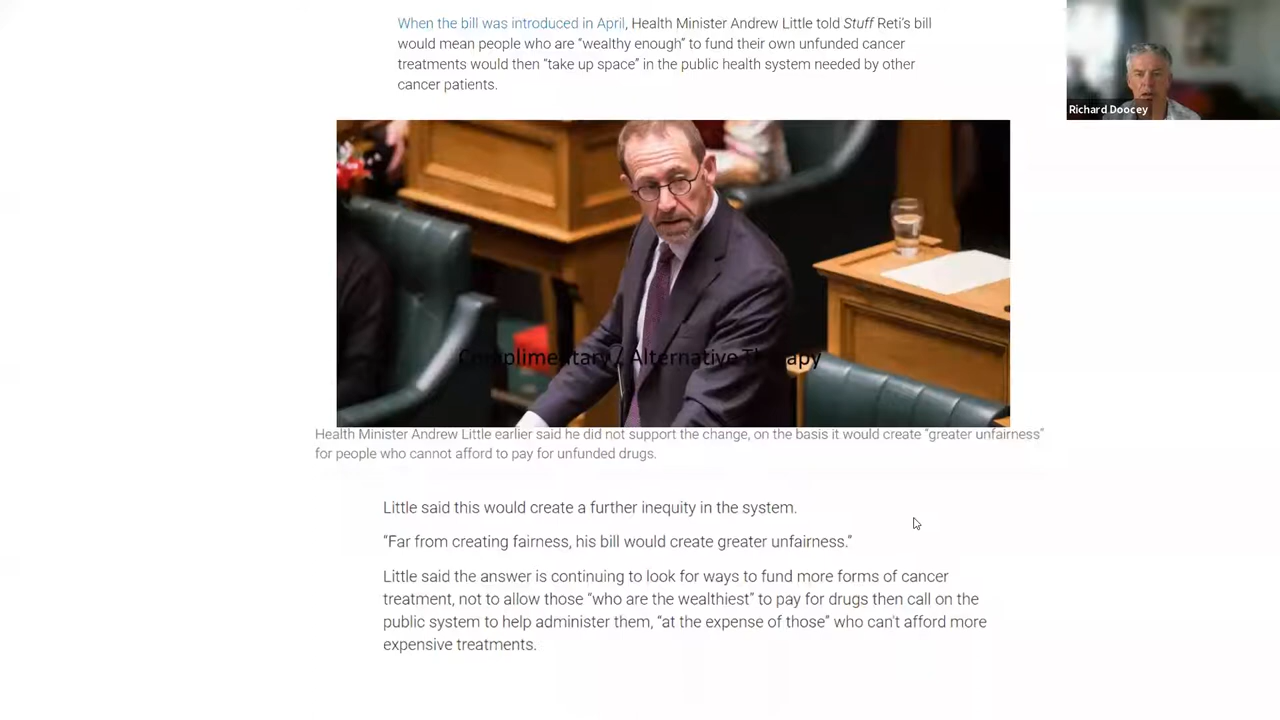 When the bill was introduced in April, Health Minister Andrew Little told Stuff Reti’s bill
would mean people who are “wealthy enough” to fund their own unfunded cancer
treatments would then “take up space” in the public health system needed by other
cancer patients.
Richard Doocey
Complimentary / Alternative Therapy
Health Minister Andrew Little earlier said he did not support the change, on the basis it would create “greater unfairness”
for people who cannot afford to pay for unfunded drugs.
Little said this would create a further inequity in the system.
“Far from creating fairness, his bill would create greater unfairness.”
Little said the answer is continuing to look for ways to fund more forms of cancer
treatment, not to allow those “who are the wealthiest” to pay for drugs then call on the
public system to help administer them, “at the expense of those” who can't afford more
expensive treatments.